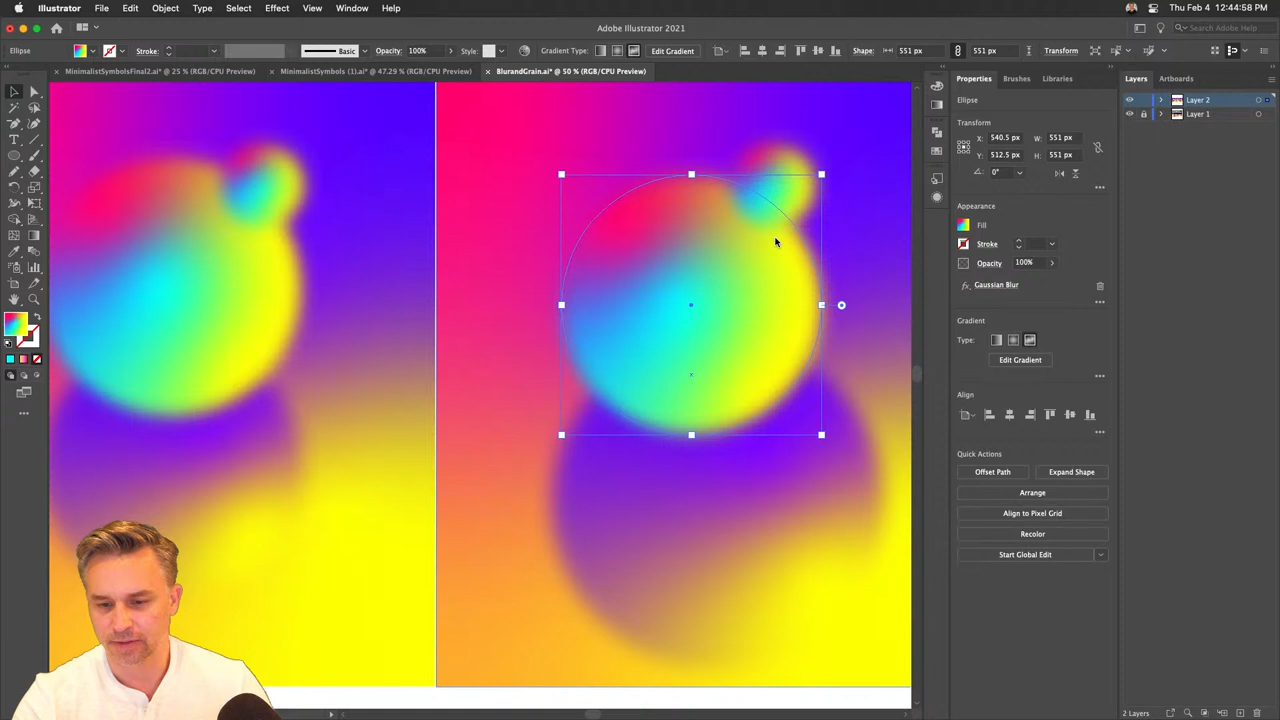 Illustrator File Edit Object Type Select Effect View Window Help Thu Feb 4 12:44:58 PM
Adobe Illustrator 2021 Search Adobe Stock
Ellipse Stroke: Basic Opacity: 100% Style: Gradient Type: Edit Gradient Shape: 551 px 551 px Transform
× MinimalistSymbolsFinal2.ai* @ 25 % (RGB/CPU Preview) × MinimalistSymbols (1).ai* @ 47.29 % (RGB/CPU Preview) × BlurandGrain.ai* @ 50 % (RGB/CPU Preview)
Properties Brushes Libraries
Ellipse
Transform
X: 540.5 px W: 551 px
Y: 512.5 px H: 551 px
0°
Appearance
Fill
Stroke
Opacity 100%
fx Gaussian Blur
Gradient
Type:
Edit Gradient
Align
Quick Actions
Offset Path Expand Shape
Arrange
Align to Pixel Grid
Recolor
Start Global Edit
Layers Artboards
Layer 2
Layer 1
2 Layers